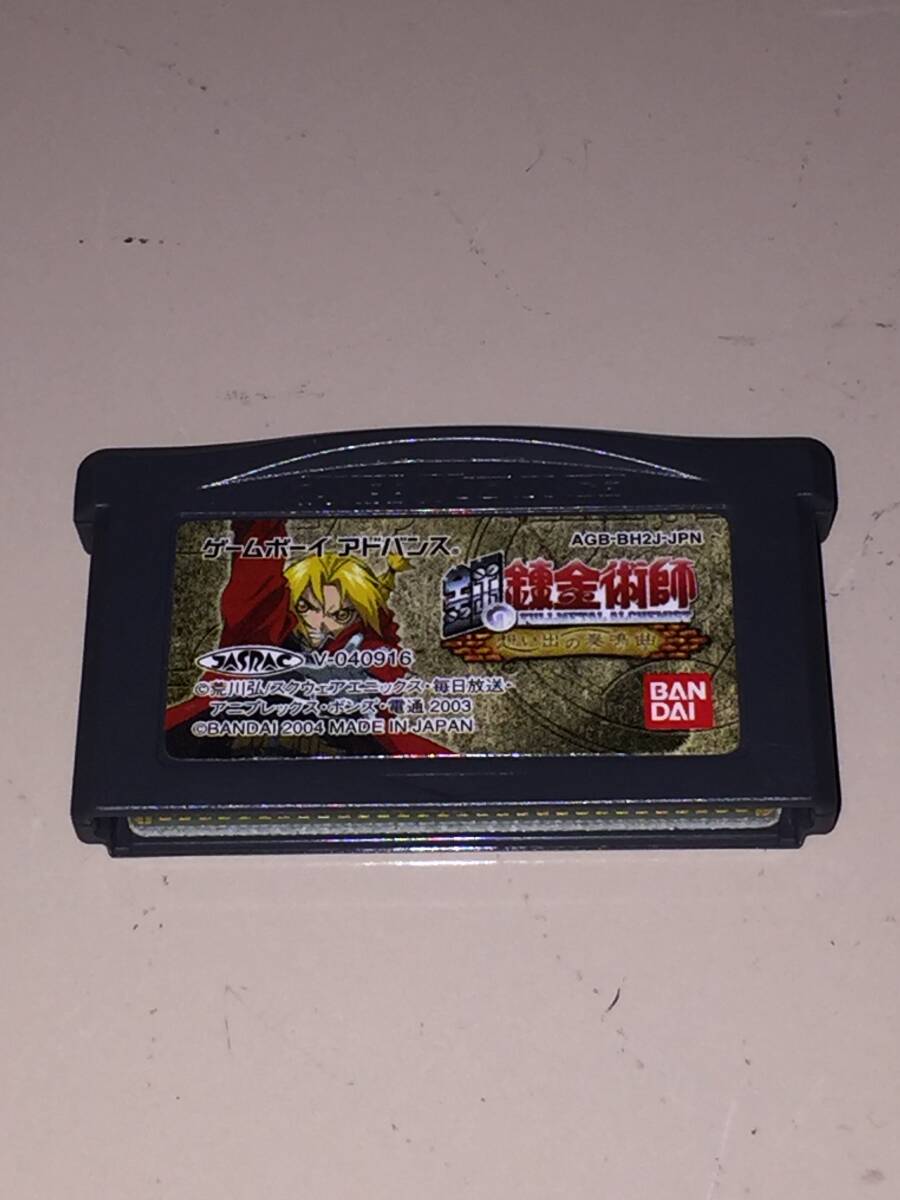 ゲームボーイ アドバンス®
AGB-BH2J-JPN
鋼の錬金術師
FULLMETAL ALCHEMIST
想い出の奏鳴曲
JASRAC
V-040916
©荒川弘/スクウェアエニックス・毎日放送・
アニプレックス・ボンズ・電通 2003
©BANDAI 2004 MADE IN JAPAN
BAN
DAI